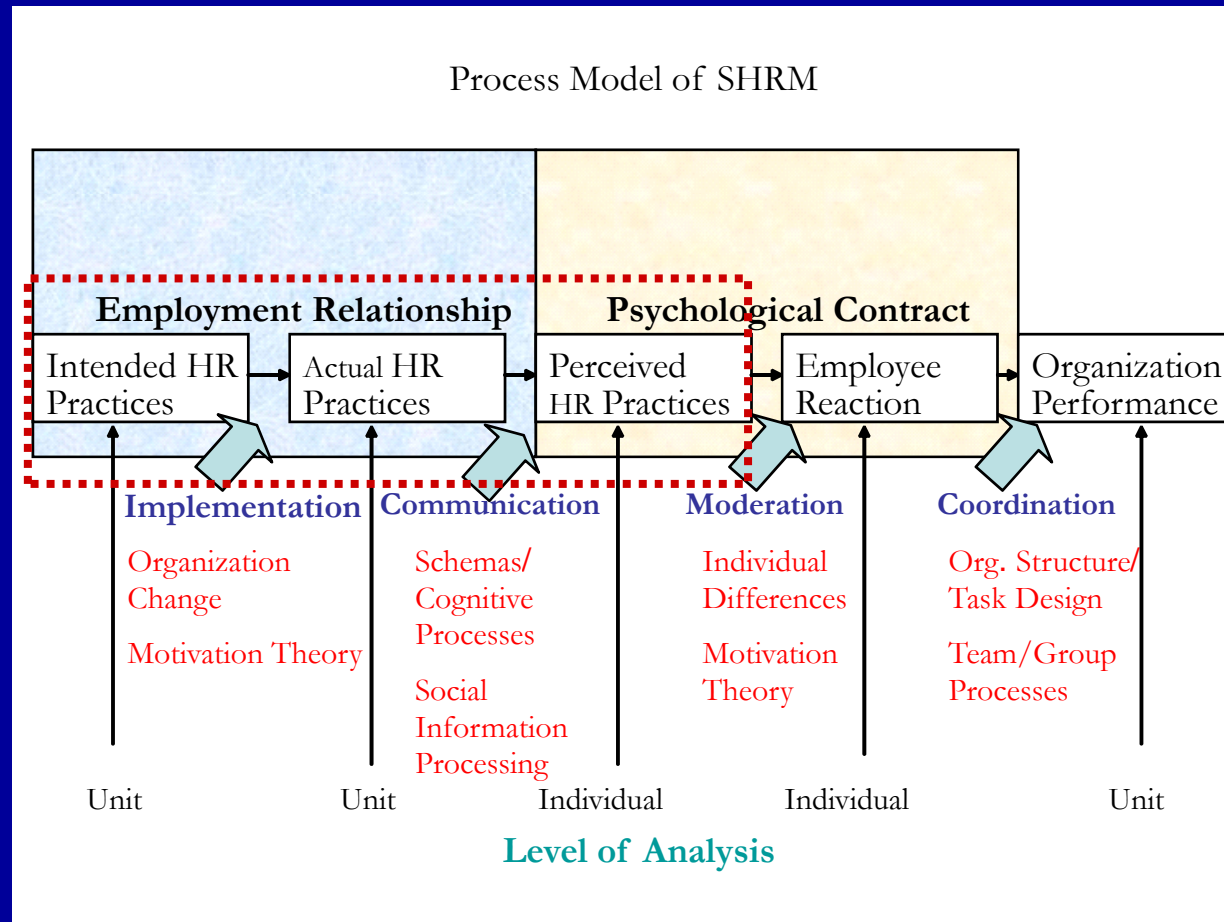 Process Model of SHRM
Employment Relationship
Psychological Contract
Intended HR
Practices
Actual HR
Practices
Perceived
HR Practices
Employee
Reaction
Organization
Performance
Implementation
Communication
Moderation
Coordination
Organization
Change
Motivation Theory
Schemas/
Cognitive
Processes
Social
Information
Processing
Individual
Differences
Motivation
Theory
Org. Structure/
Task Design
Team/Group
Processes
Unit
Unit
Individual
Individual
Unit
Level of Analysis